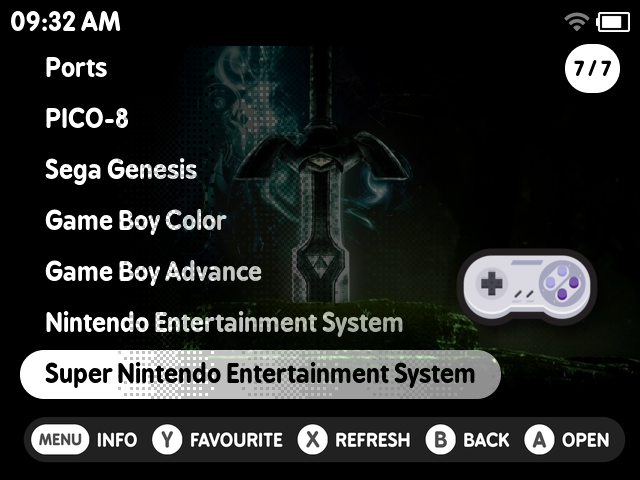 09:32 AM
7/7
Ports
PICO-8
Sega Genesis
Game Boy Color
Game Boy Advance
Nintendo Entertainment System
Super Nintendo Entertainment System
MENU INFO Y FAVOURITE X REFRESH B BACK A OPEN